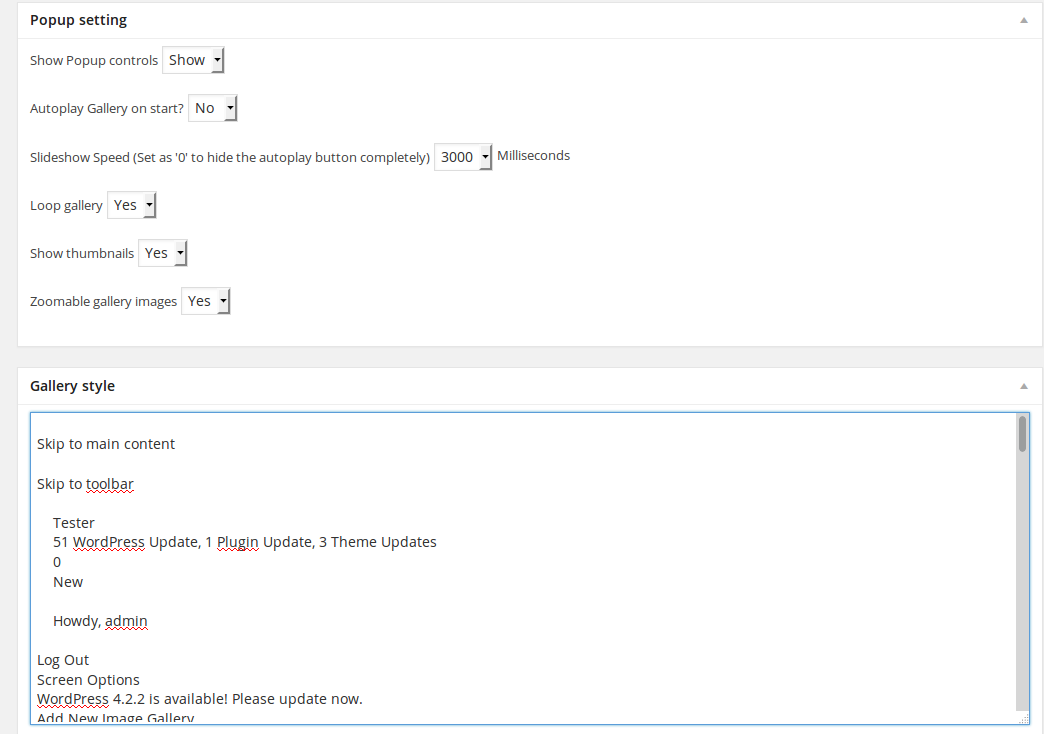 Popup setting
Show Popup controls Show
Autoplay Gallery on start? No
Slideshow Speed (Set as '0' to hide the autoplay button completely) 3000 Milliseconds
Loop gallery Yes
Show thumbnails Yes
Zoomable gallery images Yes
Gallery style
Skip to main content
Skip to toolbar
Tester
51 WordPress Update, 1 Plugin Update, 3 Theme Updates
0
New
Howdy, admin
Log Out
Screen Options
WordPress 4.2.2 is available! Please update now.
Add New Image Gallery